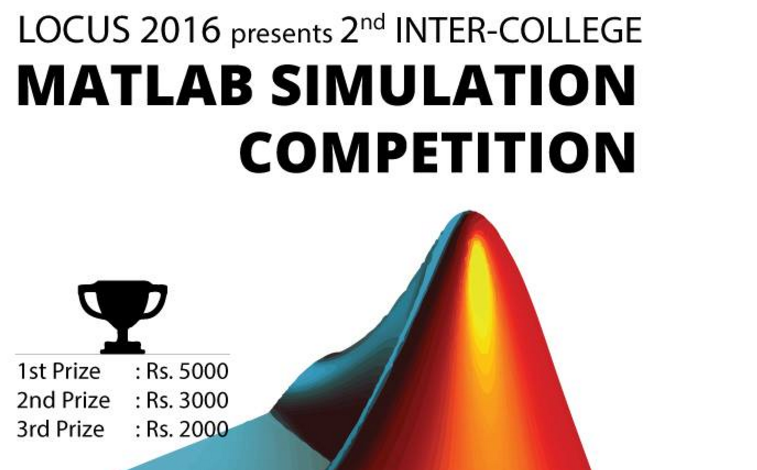 LOCUS 2016 presents 2nd INTER-COLLEGE
MATLAB SIMULATION
COMPETITION
1st Prize : Rs. 5000
2nd Prize : Rs. 3000
3rd Prize : Rs. 2000